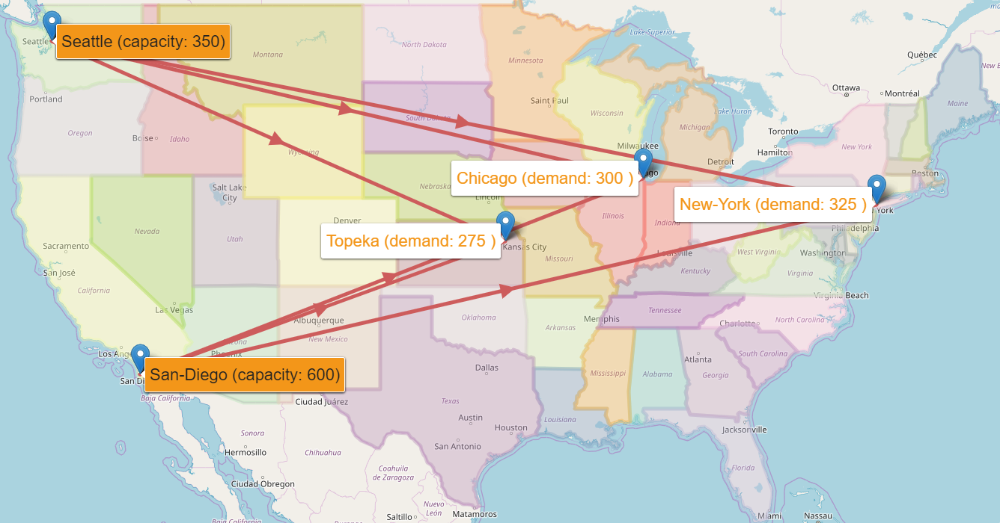 Seattle
Seattle (capacity: 350)
Montana
North Dakota
Minnesota
Lake Superior
Québec
Portland
Ottawa
Montréal
Maine
Saint Paul
Wisconsin
Lake Huron
South Dakota
Oregon
Boise
Idaho
Michigan
Toronto
Hamilton
New York
Milwaukee
Wyoming
Detroit
Boston
Chicago (demand: 300 )
Salt Lake
City
Nebraska
Lincoln
New-York (demand: 325 )
York
Illinois
Denver
Philadelphia
Nevada
Utah
Topeka (demand: 275 )
Kansas City
Sacramento
Missouri
Louisville
West Virginia
Washington
San José
Kentucky
Virginia
California
Virginia Beach
Las Vegas
Albuquerque
Oklahoma
Memphis
Tennessee
Charlotte
North Carolina
Arkansas
New Mexico
Los Ang
Phoenix
South Carolina
Atlanta
Dallas
Mississippi
Alabama
Georgia
San-Diego (capacity: 600)
San D
Baja California
Ciudad Juárez
Texas
Austin
Louisiana
Houston
Jacksonville
Sonora
San Antonio
Hermosillo
Chihuahua
Coahuila
de Zaragoza
Florida
Ciudad Obregon
Nuevo
León
Saltillo
Matamoros
Miami
Nassau